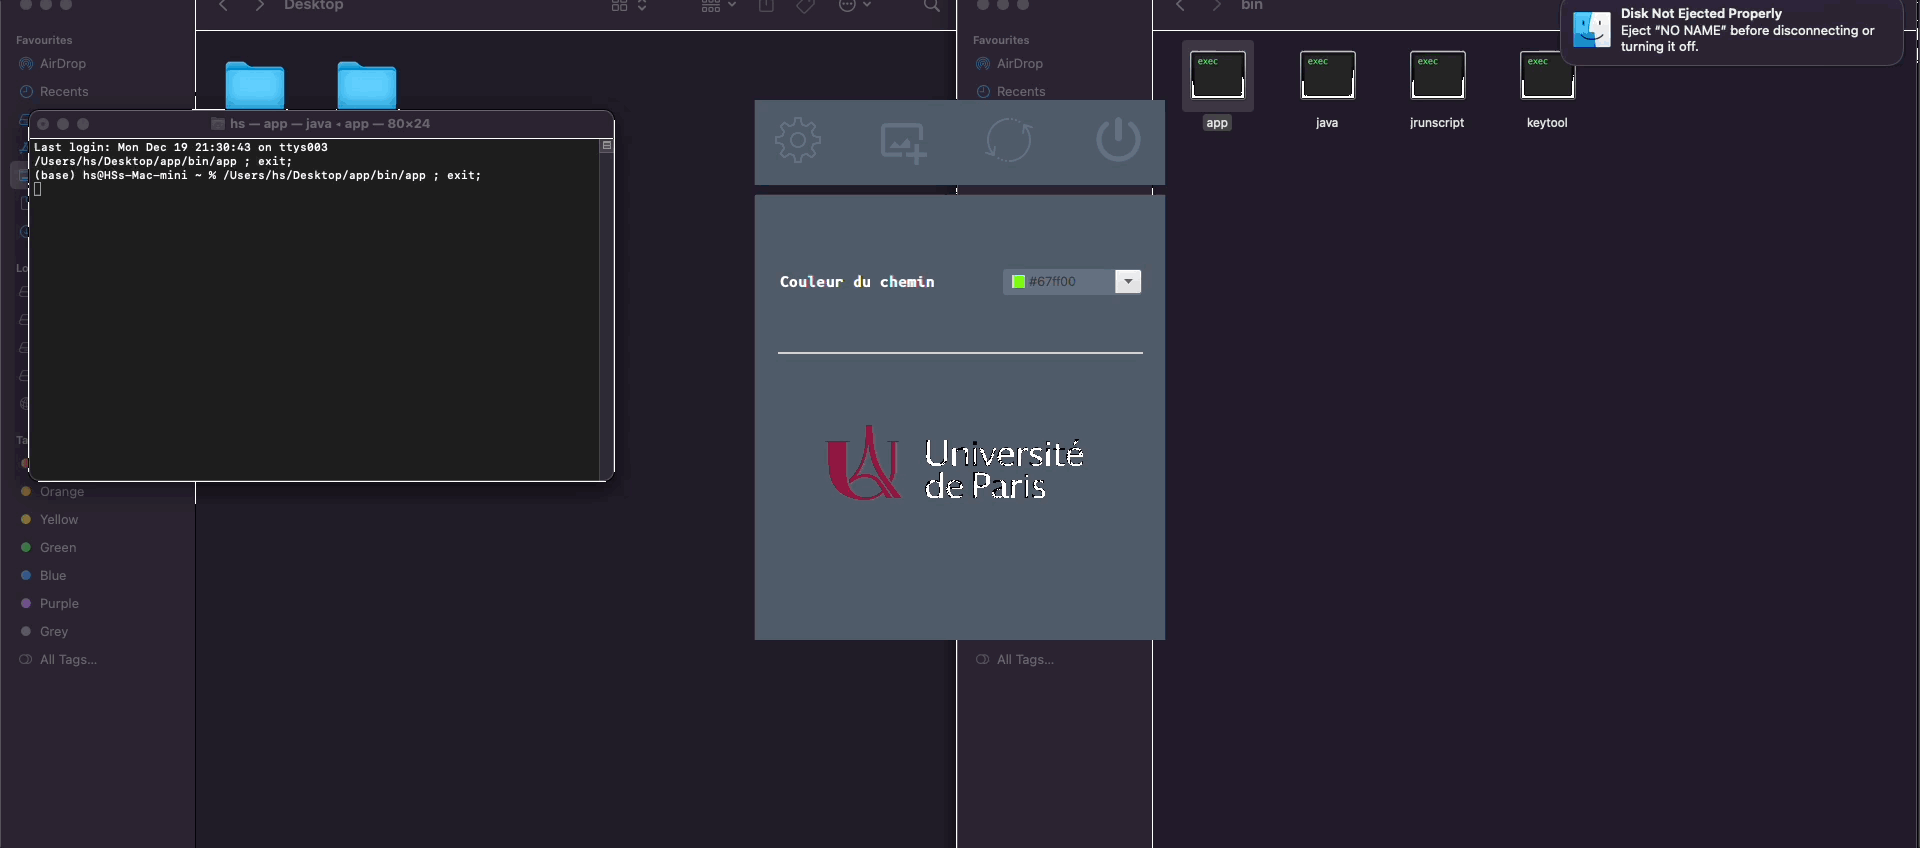 Desktop
Favourites
AirDrop
Recents
hs — app — java ◂ app — 80×24
Last login: Mon Dec 19 21:30:43 on ttys003
/Users/hs/Desktop/app/bin/app ; exit;
(base) hs@HSs-Mac-mini ~ % /Users/hs/Desktop/app/bin/app ; exit;
Lo
Ta
Orange
Yellow
Green
Blue
Purple
Grey
All Tags...
Couleur du chemin
#67ff00
Université
de Paris
Favourites
AirDrop
Recents
All Tags...
bin
exec
exec
exec
exec
app
java
jrunscript
keytool
Disk Not Ejected Properly
Eject “NO NAME” before disconnecting or
turning it off.